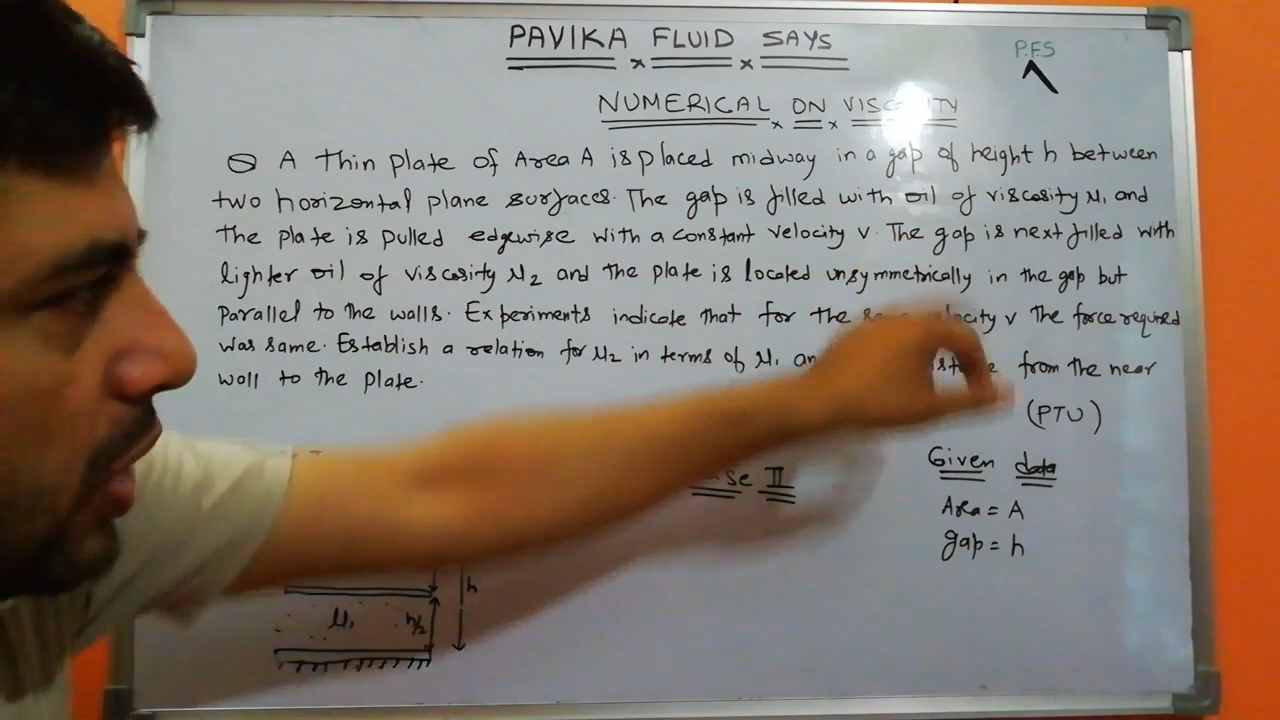 PAVIKA FLUID SAYS
P.F.S
NUMERICAL ON
A Thin plate of Area A is placed midway in a gap of height h between
two horizontal plane surfaces. The gap is filled with oil of viscosity μ1 and
the plate is pulled edgewise with a constant velocity v. The gap is next filled with
lighter oil of viscosity μ2 and the plate is located unsymmetrically in the gap but
parallel to the walls. Experiments indicate that for the v the force required
was same. Establish a relation for μ2 in terms of μ1 from the near
wall to the plate.
(PTU)
II
Given data
Area = A
gap = h
h
μ1 h/2